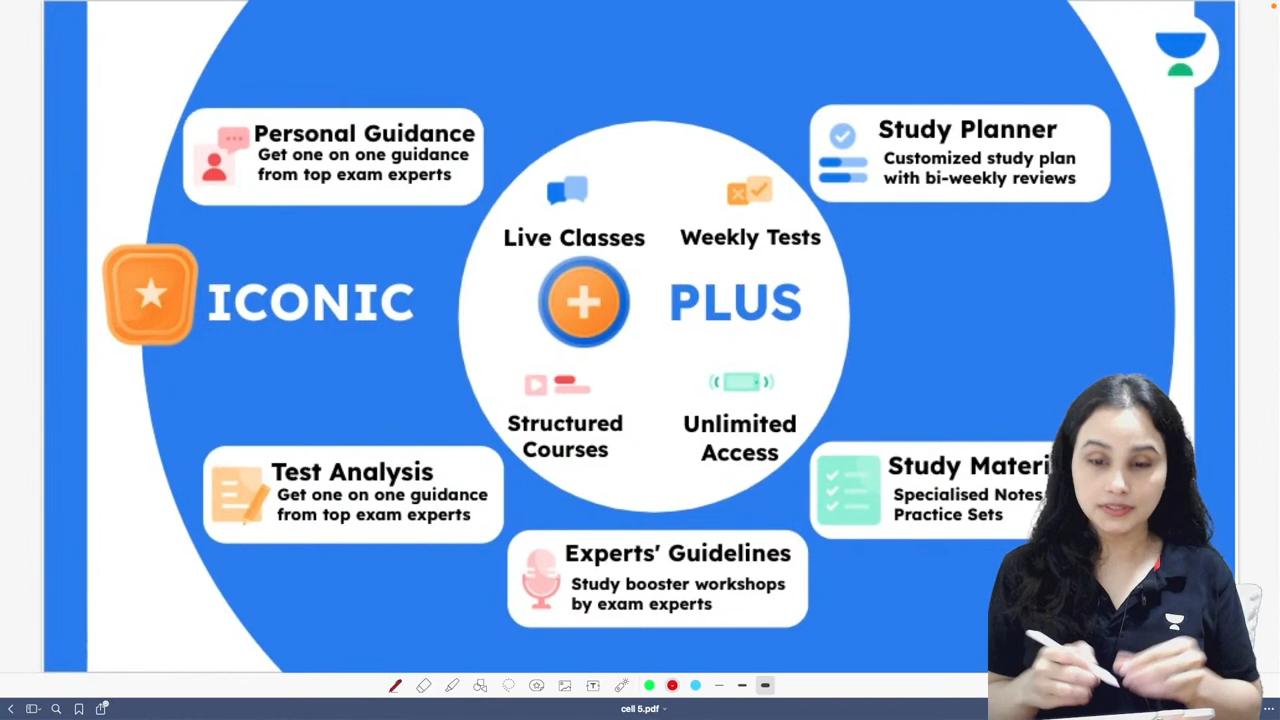 Personal Guidance
Get one on one guidance
from top exam experts
Study Planner
Customized study plan
with bi-weekly reviews
Live Classes
Weekly Tests
ICONIC
PLUS
Structured
Courses
Unlimited
Access
Test Analysis
Get one on one guidance
from top exam experts
Study Materi
Specialised Notes
Practice Sets
Experts' Guidelines
Study booster workshops
by exam experts
cell 5.pdf